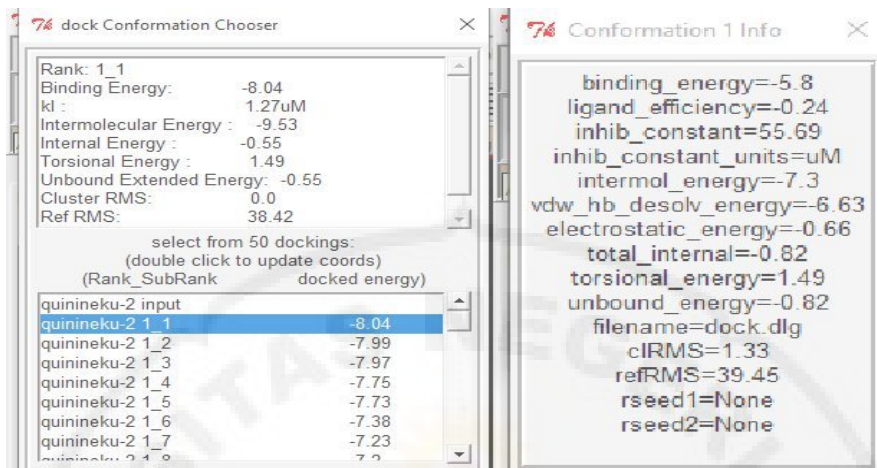 dock Conformation Chooser
Rank: 1_1
Binding Energy: -8.04
kI : 1.27uM
Intermolecular Energy : -9.53
Internal Energy : -0.55
Torsional Energy : 1.49
Unbound Extended Energy: -0.55
Cluster RMS: 0.0
Ref RMS: 38.42
select from 50 dockings:
(double click to update coords)
(Rank_SubRank docked energy)
quinineku-2 input
quinineku-2 1_1 -8.04
quinineku-2 1_2 -7.99
quinineku-2 1_3 -7.97
quinineku-2 1_4 -7.75
quinineku-2 1_5 -7.73
quinineku-2 1_6 -7.38
quinineku-2 1_7 -7.23
quinineku-2 1_8 -7.2
Conformation 1 Info
binding_energy=-5.8
ligand_efficiency=-0.24
inhib_constant=55.69
inhib_constant_units=uM
intermol_energy=-7.3
vdw_hb_desolv_energy=-6.63
electrostatic_energy=-0.66
total_internal=-0.82
torsional_energy=1.49
unbound_energy=-0.82
filename=dock.dlg
clRMS=1.33
refRMS=39.45
rseed1=None
rseed2=None